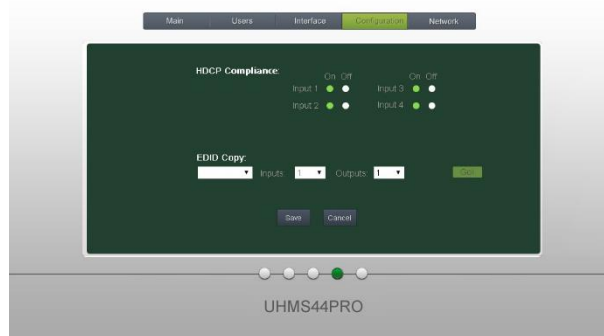 Main Users Interface Configuration Network
HDCP Compliance:
On Off On Off
Input 1 Input 3
Input 2 Input 4
EDID Copy:
Inputs: 1 Outputs: 1 Go!
Save Cancel
UHMS44PRO